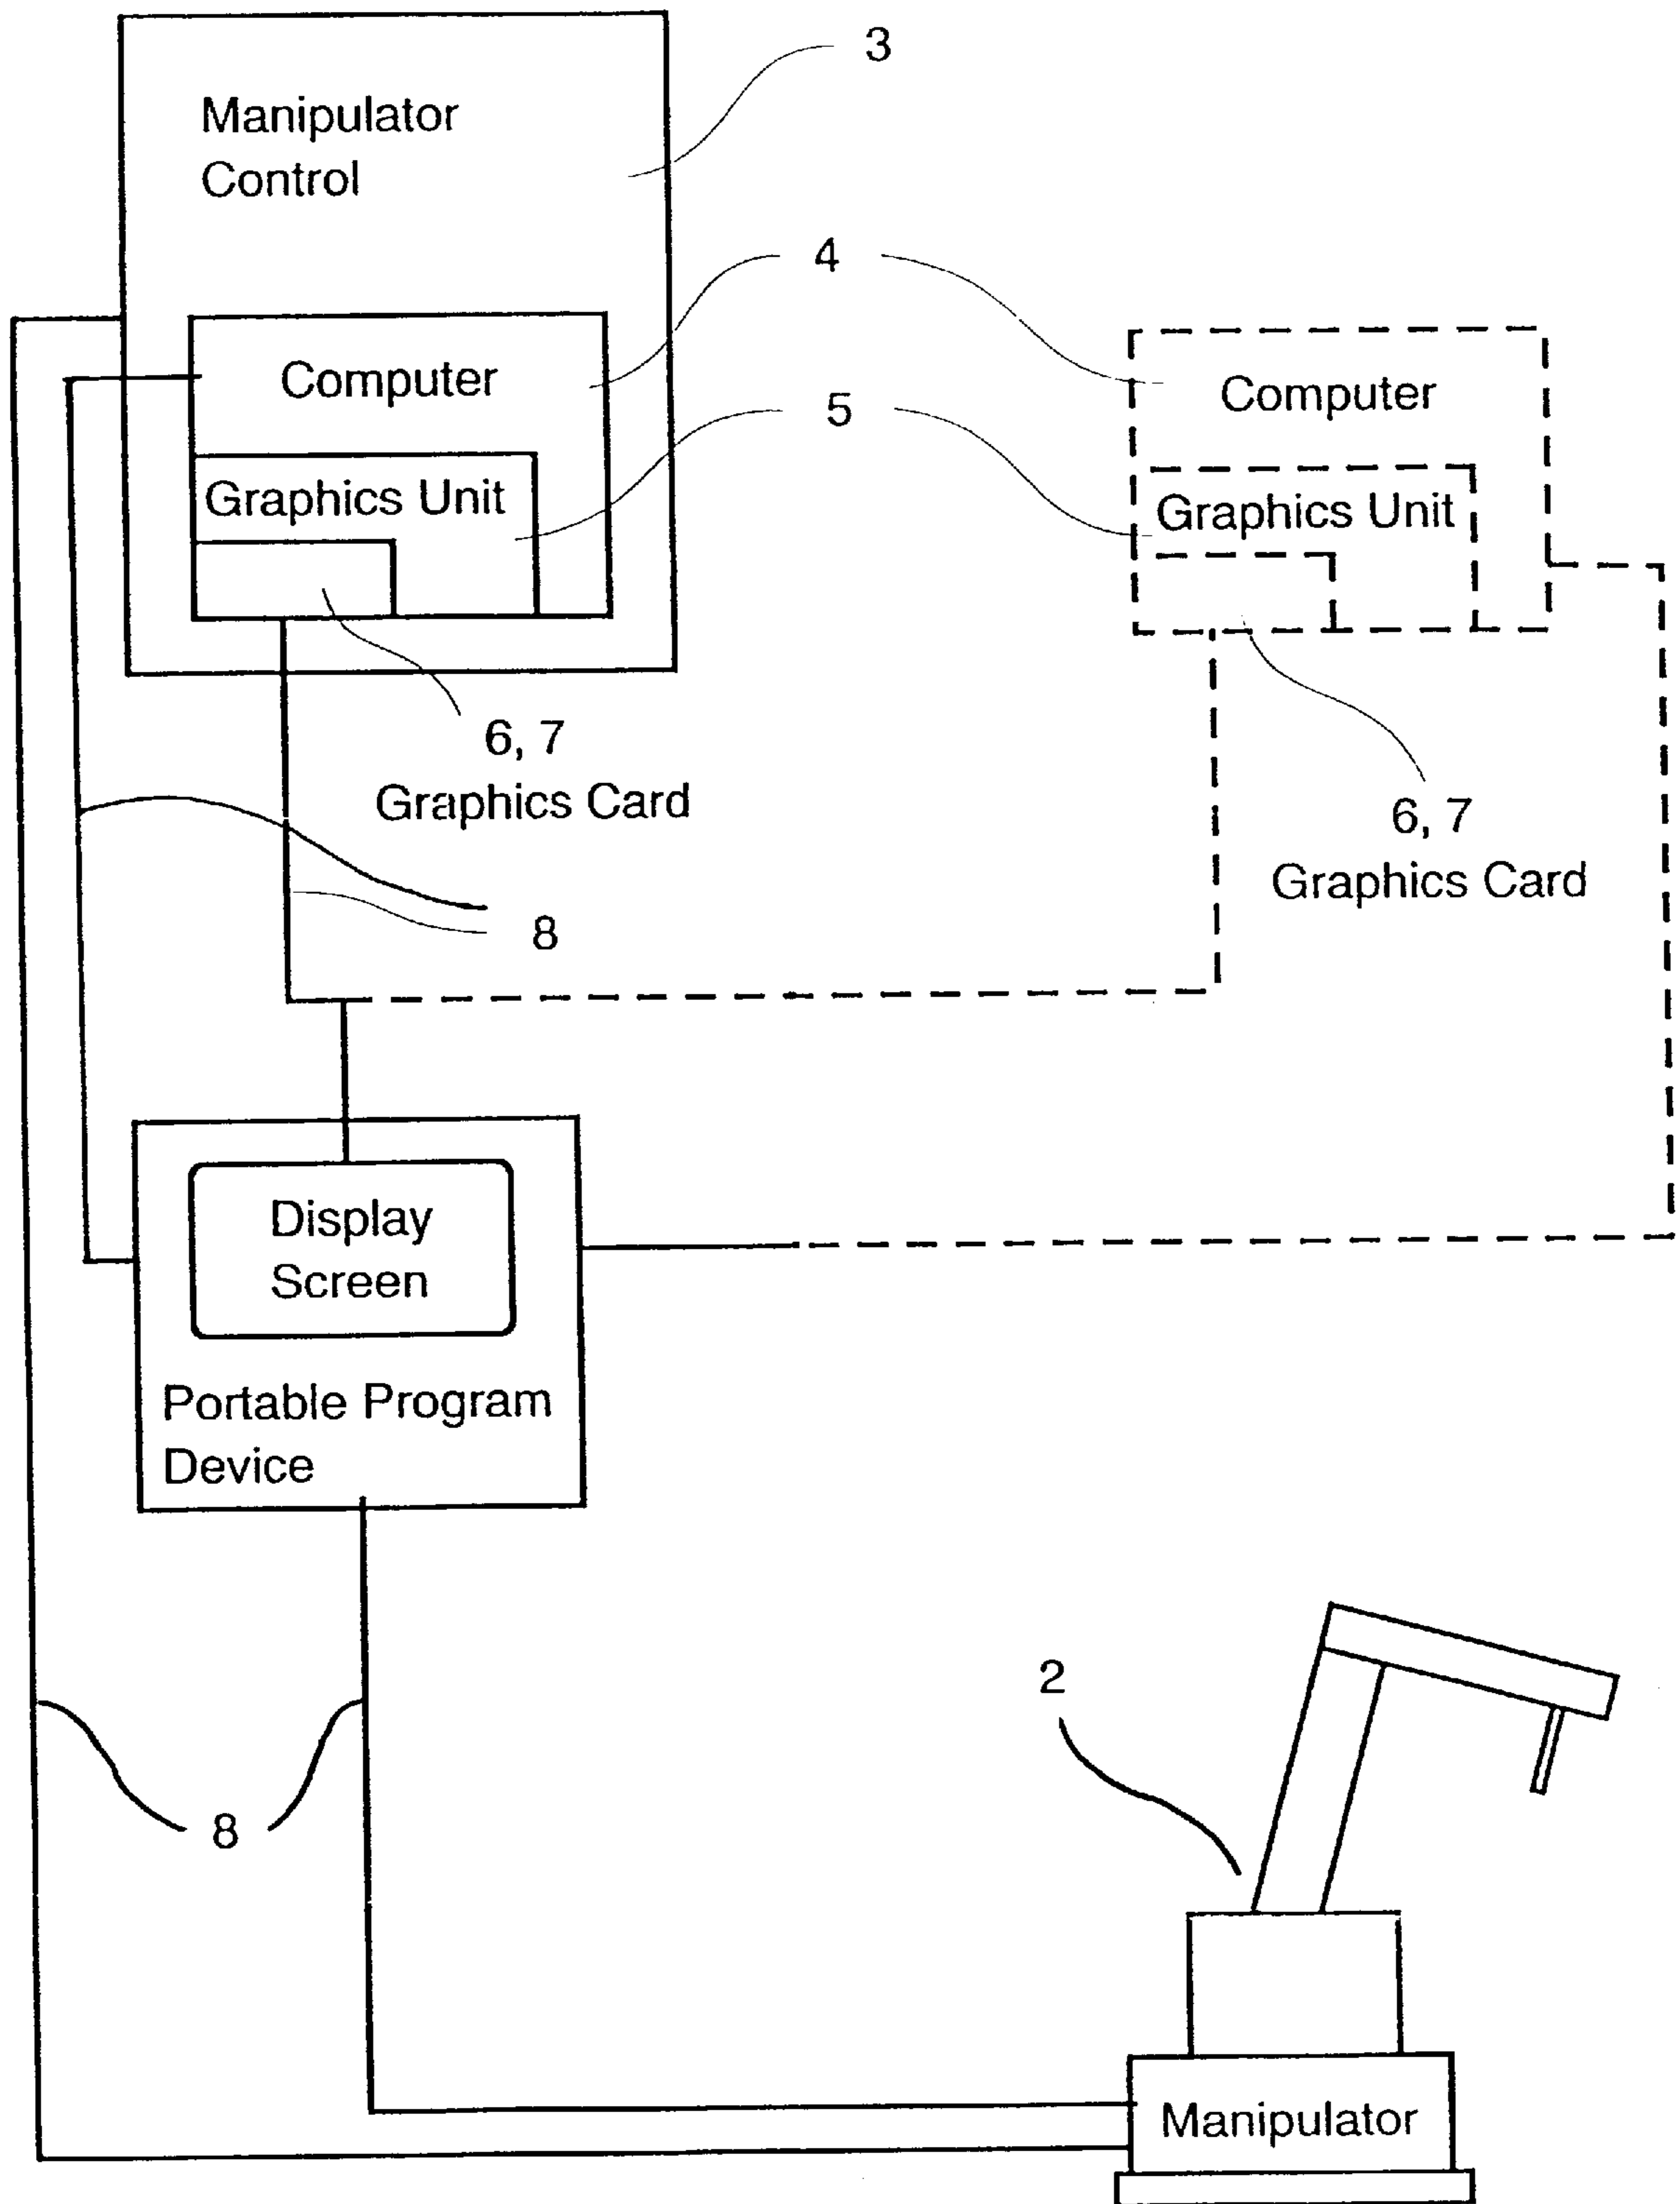 3
Manipulator
Control
4
Computer
Computer
5
Graphics Unit
Graphics Unit
6, 7
Graphics Card
6, 7
Graphics Card
8
Display
Screen
Portable Program
Device
2
8
Manipulator